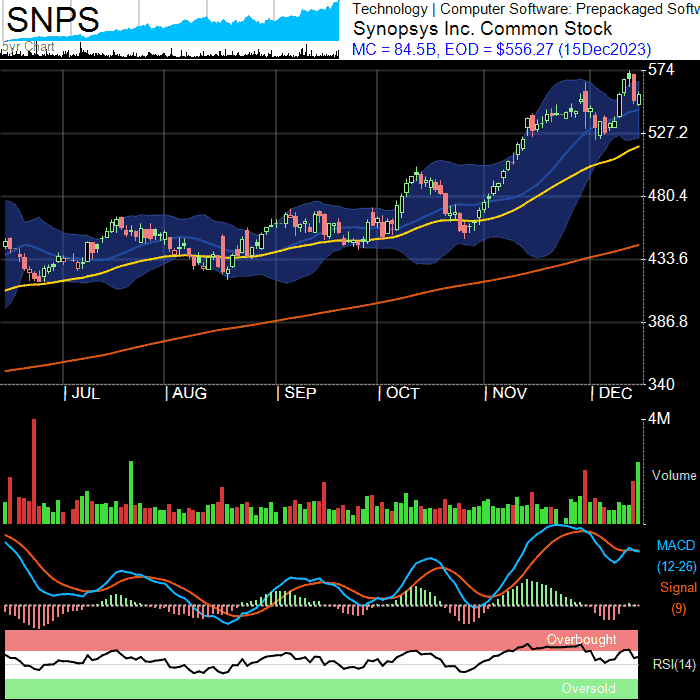 SNPS
5yr Chart
Technology | Computer Software: Prepackaged Softw
Synopsys Inc. Common Stock
MC = 84.5B, EOD = $556.27 (15Dec2023)
574
527.2
480.4
433.6
386.8
340
| JUL | AUG | SEP | OCT | NOV | DEC
4M
Volume
MACD
(12-26)
Signal
(9)
Overbought
RSI(14)
Oversold